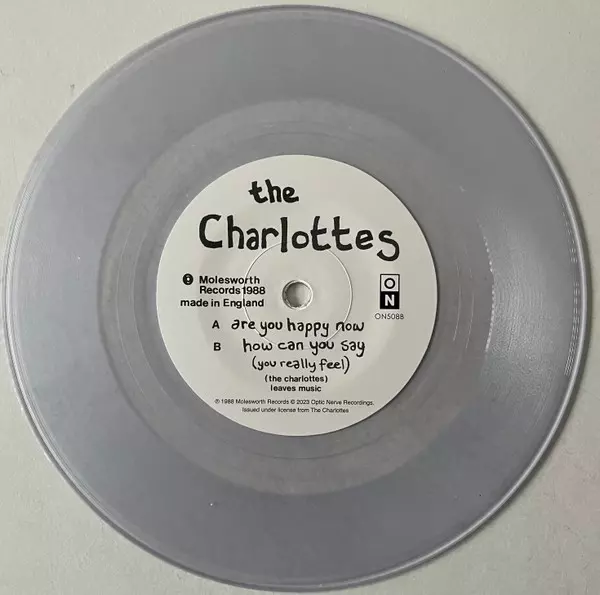 the
Charlottes
Molesworth
Records 1988
made in England
O
N
ON5088
A are you happy now
B how can you say
(you really feel)
(the charlottes)
leaves music
℗ 1988 Molesworth Records © 2023 Optic Nerve Recordings.
Issued under license from The Charlottes